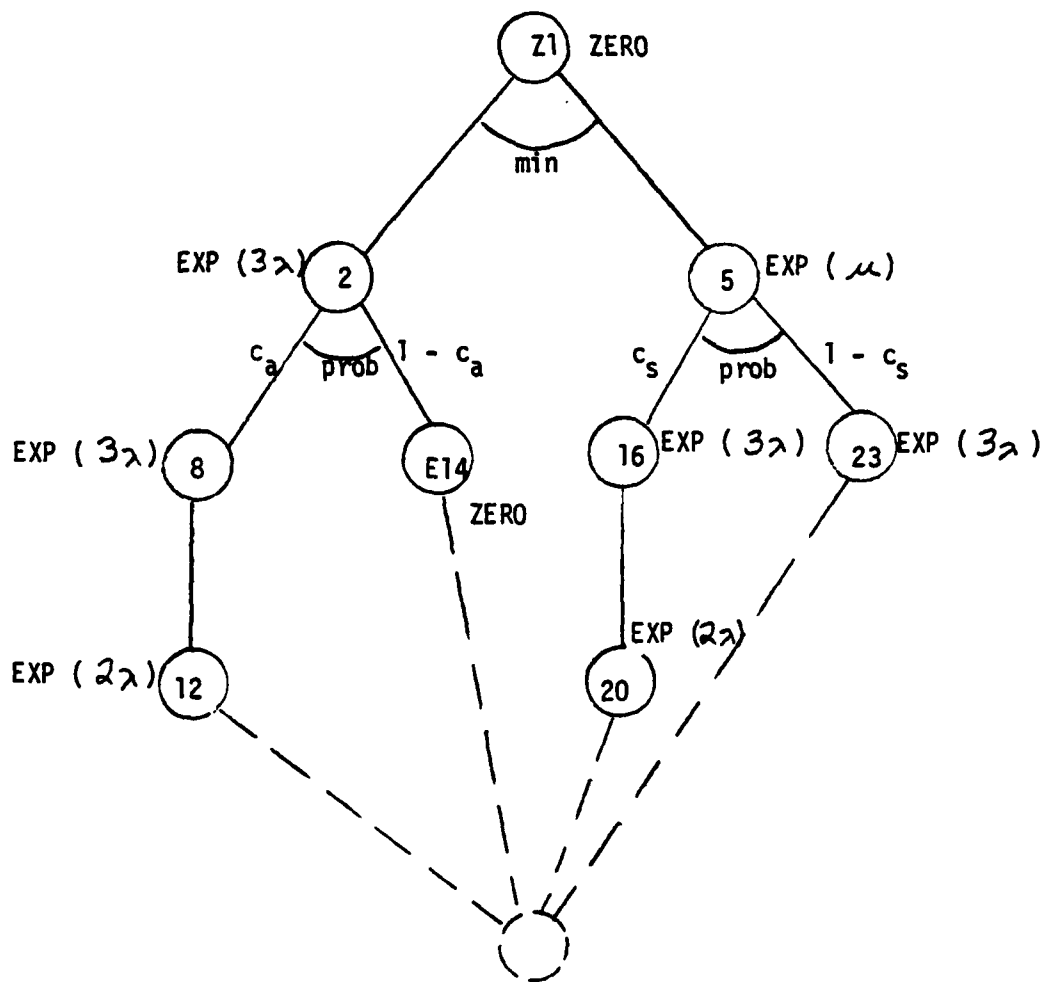 Z1 ZERO
min
EXP (3λ) 2
5 EXP (μ)
c_a prob 1 - c_a
c_s prob 1 - c_s
EXP (3λ) 8
E14
ZERO
16 EXP (3λ)
23 EXP (3λ)
EXP (2λ) 12
EXP (2λ)
20